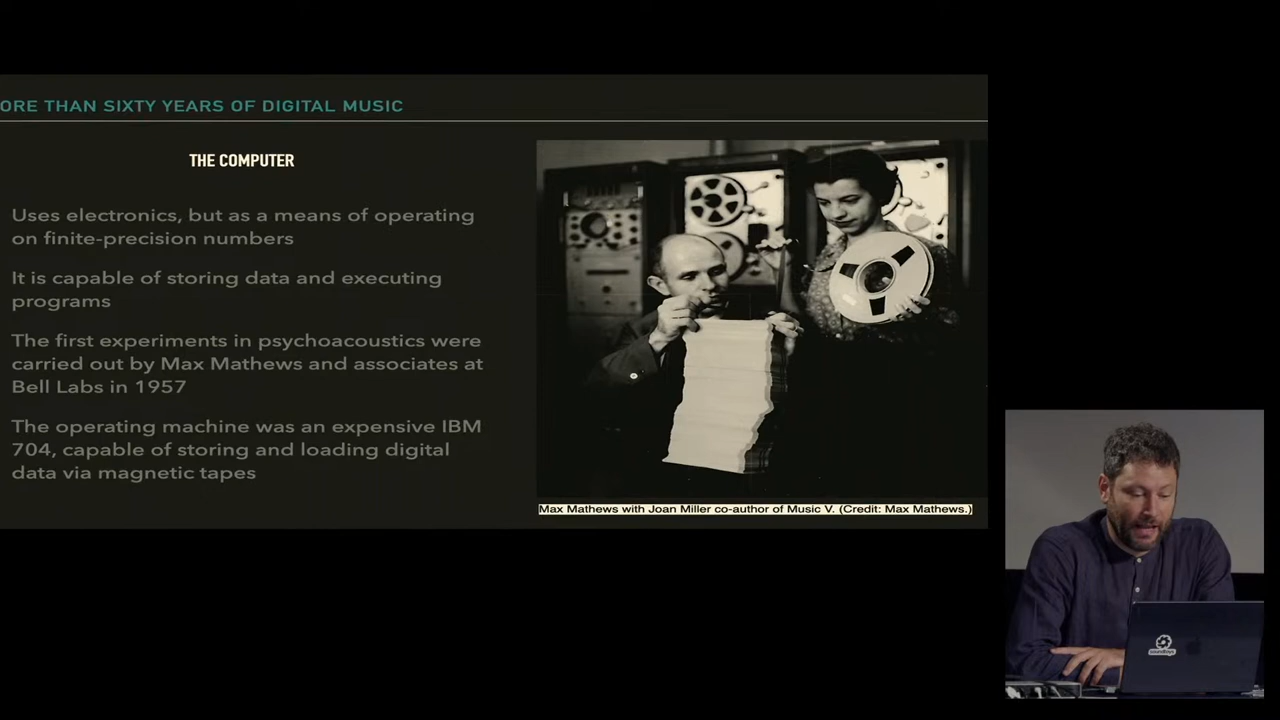 ORE THAN SIXTY YEARS OF DIGITAL MUSIC
THE COMPUTER
Uses electronics, but as a means of operating
on finite-precision numbers
It is capable of storing data and executing
programs
The first experiments in psychoacoustics were
carried out by Max Mathews and associates at
Bell Labs in 1957
The operating machine was an expensive IBM
704, capable of storing and loading digital
data via magnetic tapes
Max Mathews with Joan Miller co-author of Music V. (Credit: Max Mathews.)
soundtoys